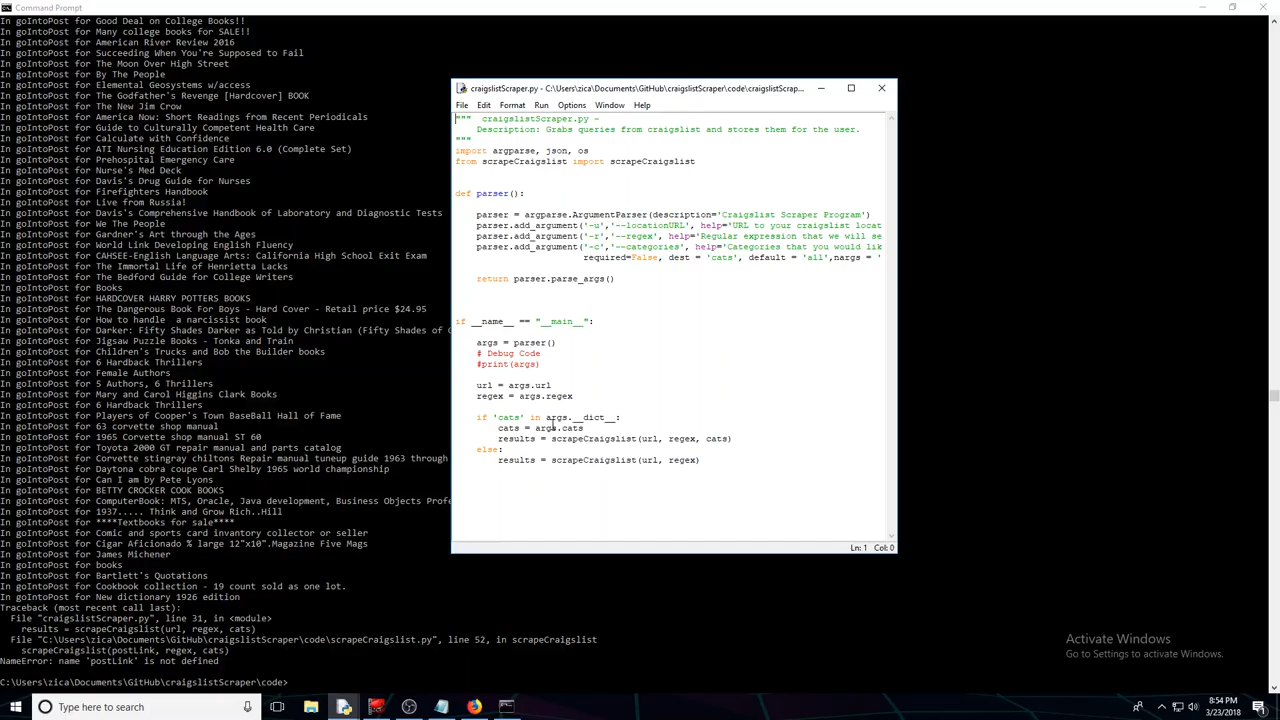 Command Prompt
In goIntoPost for Good Deal on College Books!!
In goIntoPost for Many college books for SALE!!
In goIntoPost for American River Review 2016
In goIntoPost for Succeeding When You're Supposed to Fail
In goIntoPost for The Moon Over High Street
In goIntoPost for By The People
In goIntoPost for Elemental Geosystems w/access
In goIntoPost for The Godfather's Revenge [Hardcover] BOOK
In goIntoPost for The New Jim Crow
In goIntoPost for America Now: Short Readings from Recent Periodicals
In goIntoPost for Guide to Culturally Competent Health Care
In goIntoPost for Calculate with Confidence
In goIntoPost for ATI Nursing Education Edition 6.0 (Complete Set)
In goIntoPost for Prehospital Emergency Care
In goIntoPost for Nurse's Med Deck
In goIntoPost for Davis's Drug Guide for Nurses
In goIntoPost for Firefighters Handbook
In goIntoPost for Live from Russia!
In goIntoPost for Davis's Comprehensive Handbook of Laboratory and Diagnostic Tests
In goIntoPost for We The People
In goIntoPost for Gardner's Art through the Ages
In goIntoPost for World Link Developing English Fluency
In goIntoPost for CAHSEE-English Language Arts: California High School Exit Exam
In goIntoPost for The Immortal Life of Henrietta Lacks
In goIntoPost for The Bedford Guide for College Writers
In goIntoPost for Books
In goIntoPost for HARDCOVER HARRY POTTERS BOOKS
In goIntoPost for The Dangerous Book For Boys - Hard Cover - Retail price $24.95
In goIntoPost for How to handle a narcissist book
In goIntoPost for Darker: Fifty Shades Darker as Told by Christian (Fifty Shades of
In goIntoPost for Jigsaw Puzzle Books - Tonka and Train
In goIntoPost for Children's Trucks and Bob the Builder books
In goIntoPost for 6 Hardback Thrillers
In goIntoPost for Female Authors
In goIntoPost for 5 Authors, 6 Thrillers
In goIntoPost for Mary and Carol Higgins Clark Books
In goIntoPost for 6 Hardback Thrillers
In goIntoPost for Players of Cooper's Town BaseBall Hall of Fame
In goIntoPost for 63 corvette shop manual
In goIntoPost for 1965 Corvette shop manual ST 60
In goIntoPost for Toyota 2000 GT repair manual and parts catalog
In goIntoPost for Corvette stingray chiltons Repair manual tuneup guide 1963 through
In goIntoPost for Daytona cobra coupe Carl Shelby 1965 world championship
In goIntoPost for Can I am by Pete Lyons
In goIntoPost for BETTY CROCKER COOK BOOKS
In goIntoPost for ComputerBook: MTS, Oracle, Java development, Business Objects Profe
In goIntoPost for 1937..... Think and Grow Rich..Hill
In goIntoPost for ****Textbooks for sale****
In goIntoPost for Comic and sports card invantory collector or seller
In goIntoPost for Cigar Aficionado % large 12"x10".Magazine Five Mags
In goIntoPost for James Michener
In goIntoPost for books
In goIntoPost for Bartlett's Quotations
In goIntoPost for Cookbook collection - 19 count sold as one lot.
In goIntoPost for New dictionary 1926 edition
Traceback (most recent call last):
File "craigslistScraper.py", line 31, in <module>
results = scrapeCraigslist(url, regex, cats)
File "C:\Users\zica\Documents\GitHub\craigslistScraper\code\scrapeCraigslist.py", line 52, in scrapeCraigslist
scrapeCraigslist(postLink, regex, cats)
NameError: name 'postLink' is not defined
C:\Users\zica\Documents\GitHub\craigslistScraper\code>
craigslistScraper.py - C:\Users\zica\Documents\GitHub\craigslistScraper\code\craigslistScrap...
File Edit Format Run Options Window Help
""" craigslistScraper.py -
Description: Grabs queries from craigslist and stores them for the user.
"""
import argparse, json, os
from scrapeCraigslist import scrapeCraigslist
def parser():
parser = argparse.ArgumentParser(description='Craigslist Scraper Program')
parser.add_argument('-u','--locationURL', help='URL to your craigslist locat
parser.add_argument('-r','--regex', help='Regular expression that we will se
parser.add_argument('-c','--categories', help='Categories that you would lik
required=False, dest = 'cats', default = 'all',nargs = '
return parser.parse_args()
if __name__ == "__main__":
args = parser()
# Debug Code
#print(args)
url = args.url
regex = args.regex
if 'cats' in args.__dict__:
cats = args.cats
results = scrapeCraigslist(url, regex, cats)
else:
results = scrapeCraigslist(url, regex)
Ln: 1 Col: 0
Activate Windows
Go to Settings to activate Windows.
Type here to search
8:54 PM
3/23/2018
1